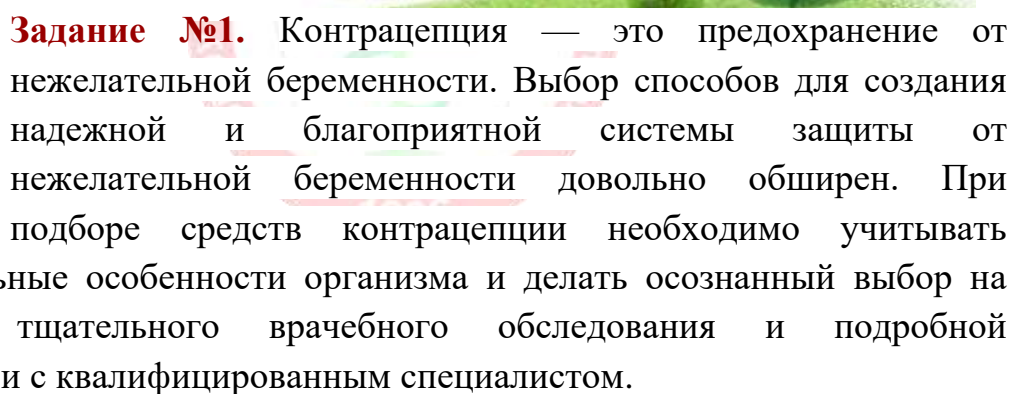 Задание №1. Контрацепция — это предохранение от
нежелательной беременности. Выбор способов для создания
надежной и благоприятной системы защиты от
нежелательной беременности довольно обширен. При
подборе средств контрацепции необходимо учитывать
ьные особенности организма и делать осознанный выбор на
тщательного врачебного обследования и подробной
и с квалифицированным специалистом.